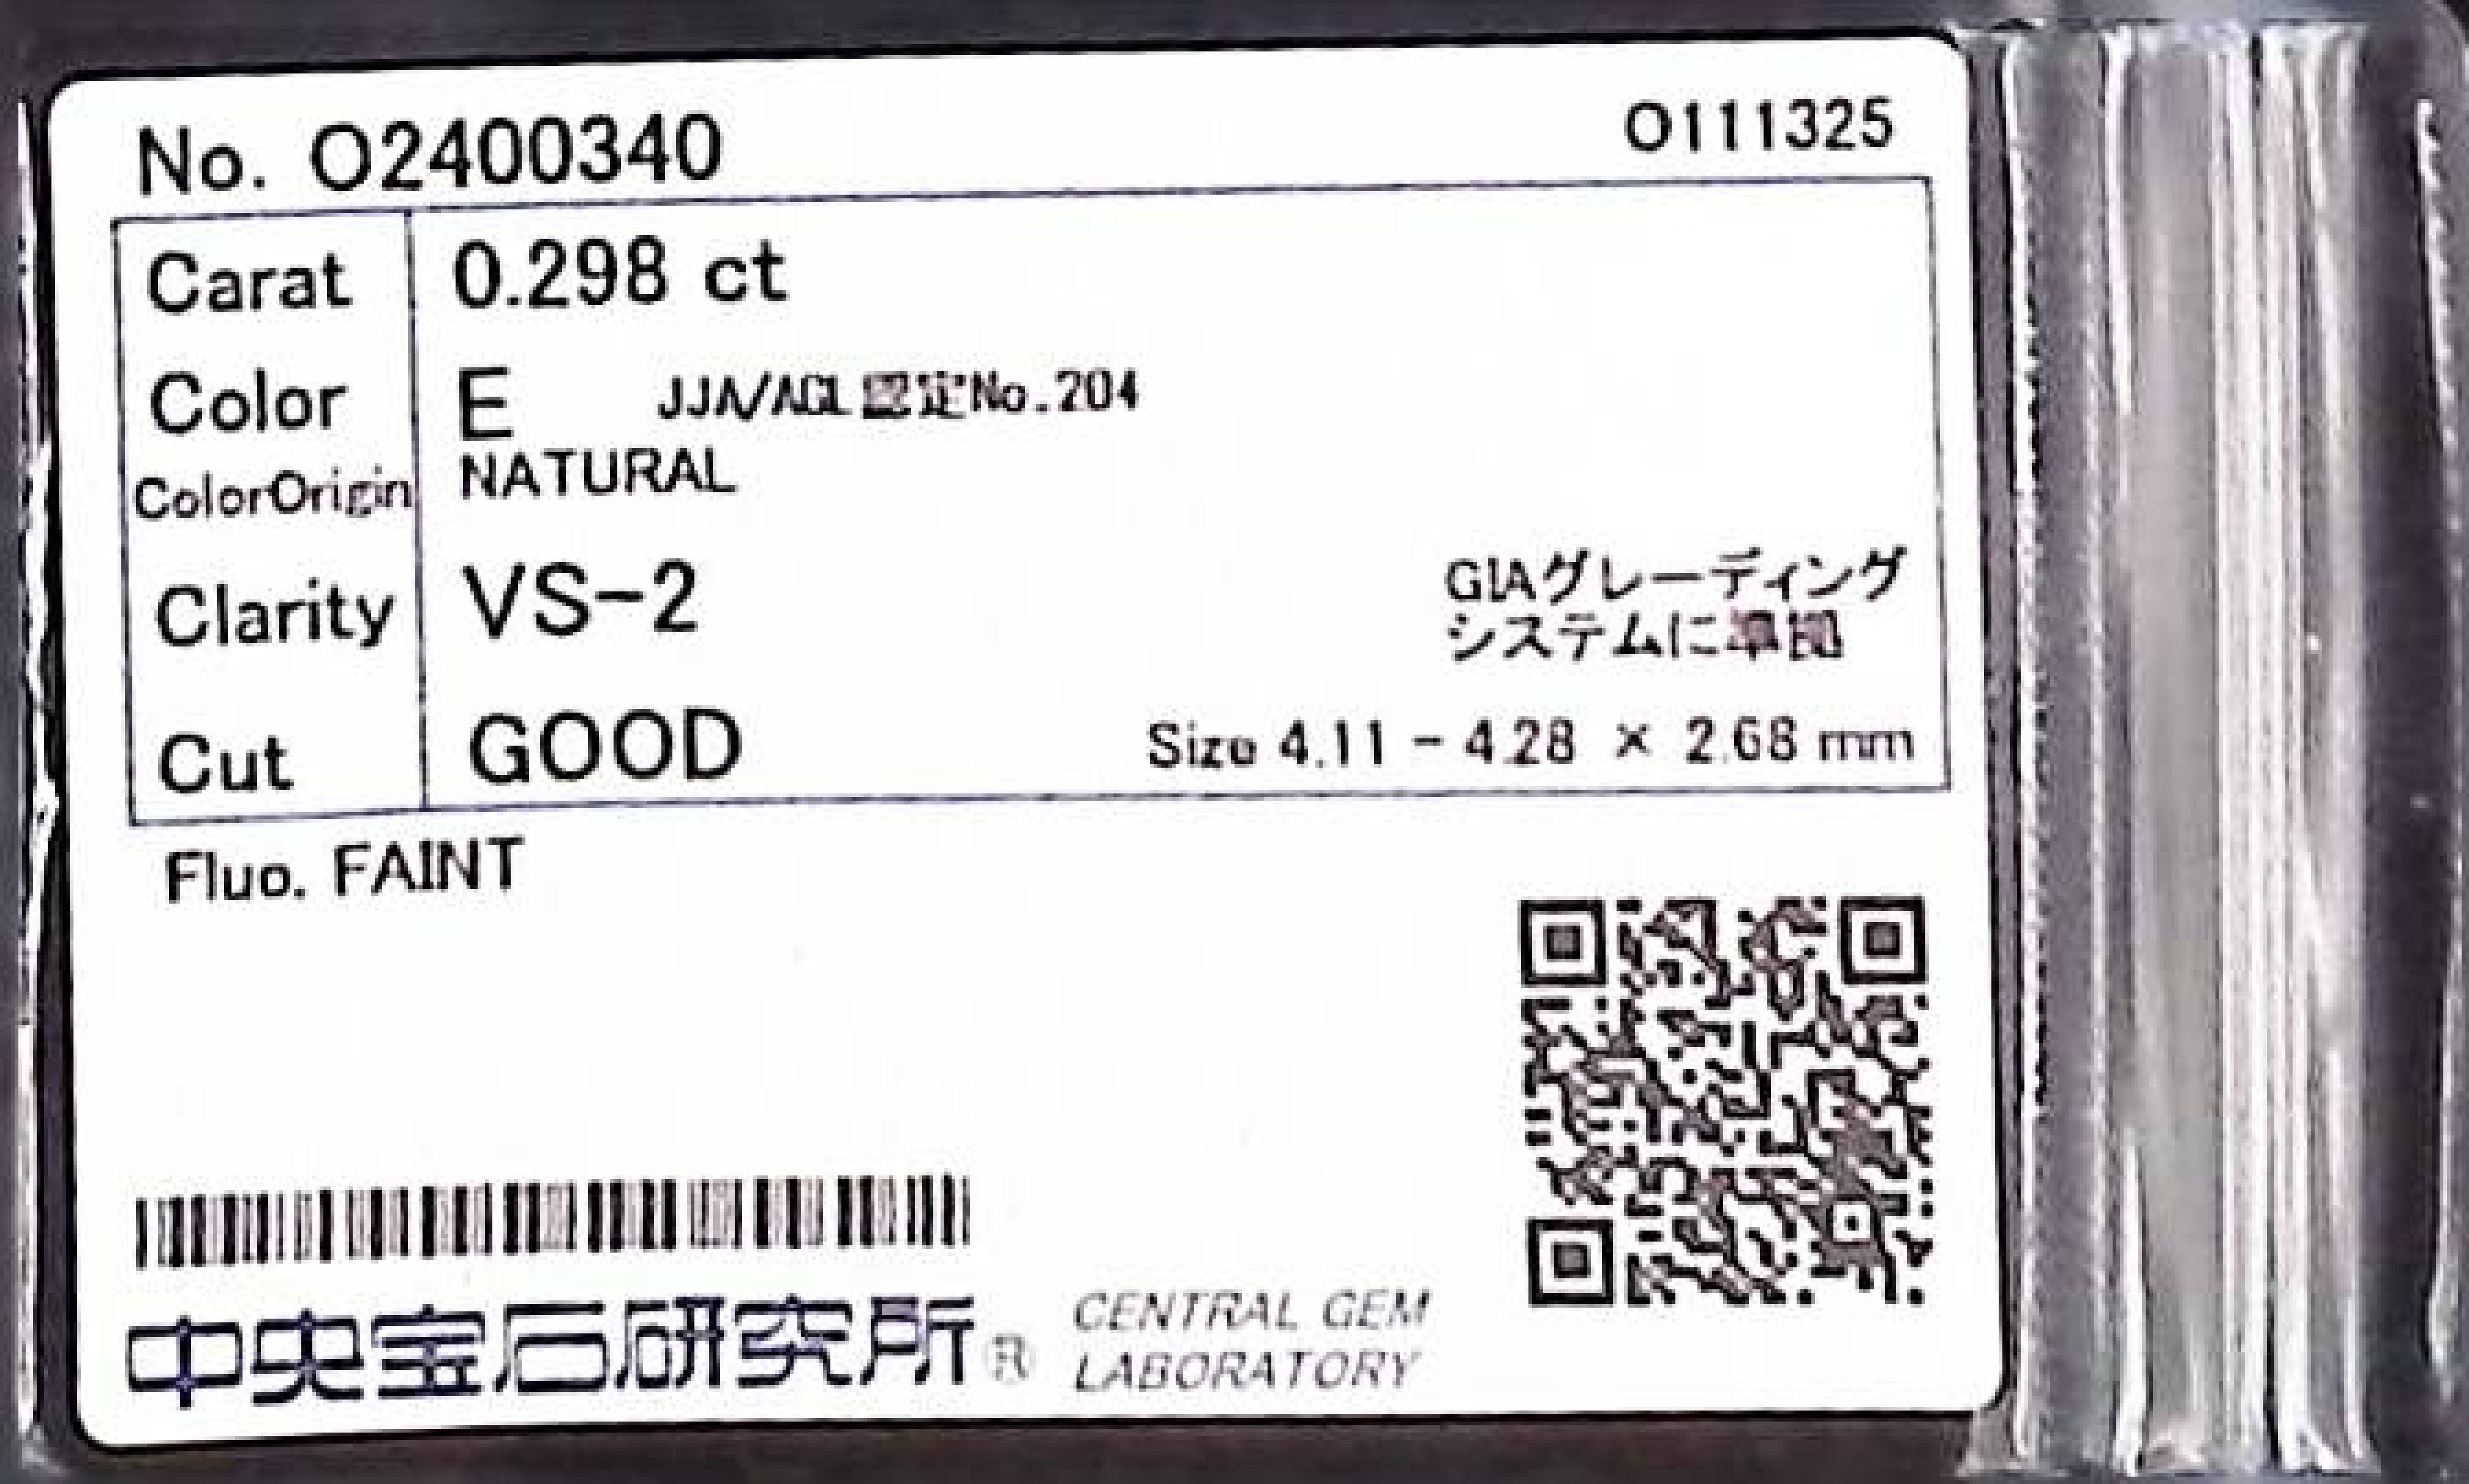 No. O2400340
O111325
Carat 0.298 ct
Color E JJA/AGL認定No.204
ColorOrigin NATURAL
Clarity VS-2
GIAグレーディング
システムに準拠
Cut GOOD
Size 4.11 - 4.28 × 2.68 mm
Fluo. FAINT
中央宝石研究所®
CENTRAL GEM
LABORATORY